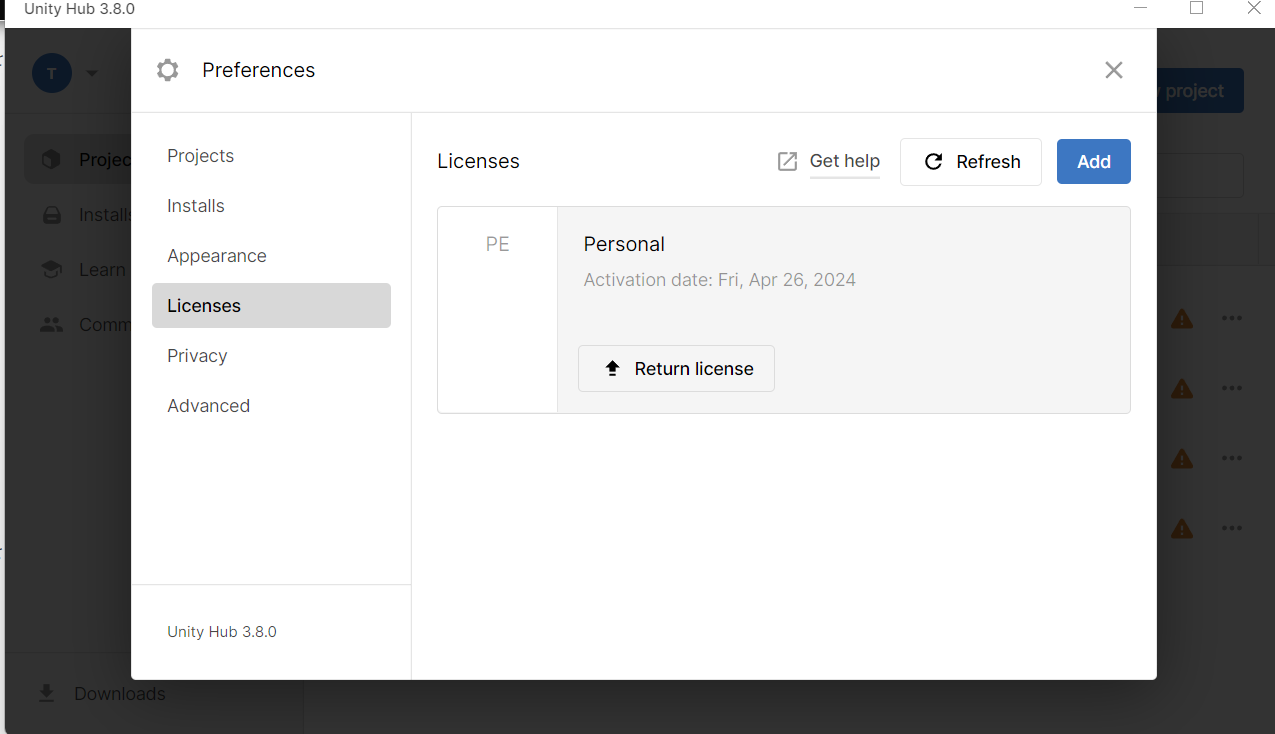 Unity Hub 3.8.0
Preferences
T
project
Projects
Installs
Appearance
Licenses
Privacy
Advanced
Unity Hub 3.8.0
Licenses
Get help
Refresh
Add
PE
Personal
Activation date: Fri, Apr 26, 2024
Return license
Projec
Installs
Learn
Comm
Downloads